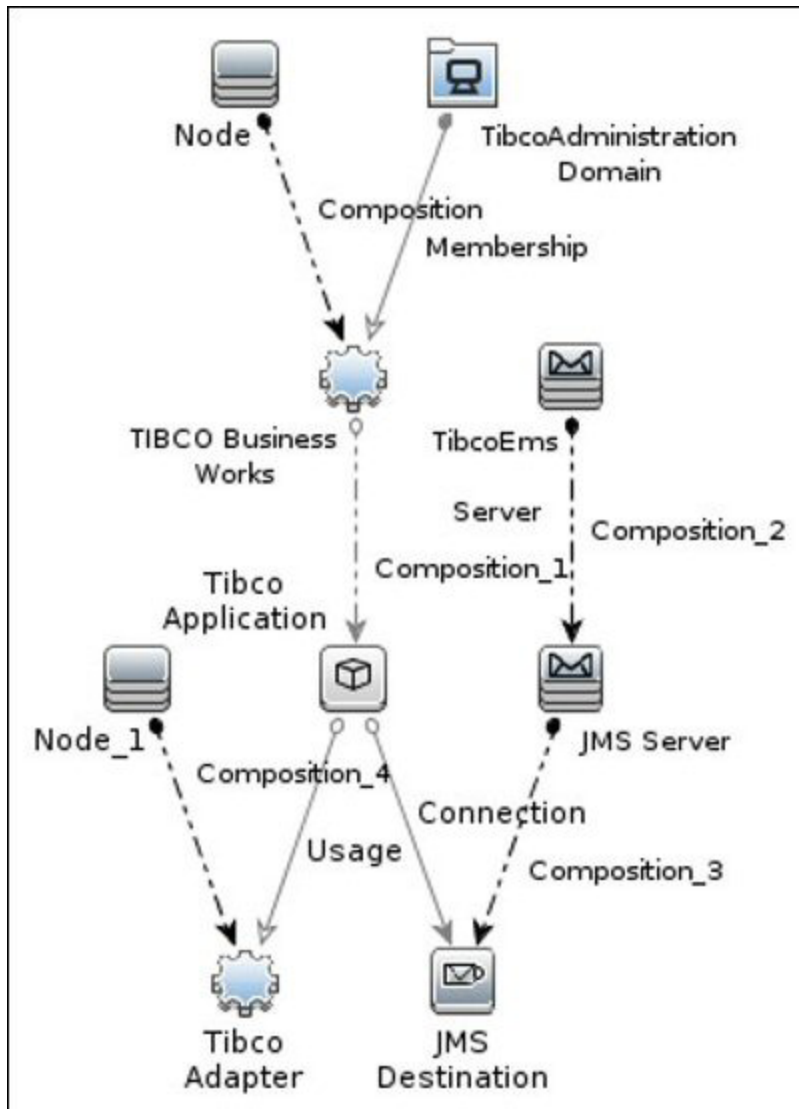 Node
TibcoAdministration
Domain
Composition
Membership
TIBCO Business
Works
TibcoEms
Server
Composition_2
Composition_1
Tibco
Application
Node_1
JMS Server
Composition_4
Connection
Usage
Composition_3
Tibco
Adapter
JMS
Destination